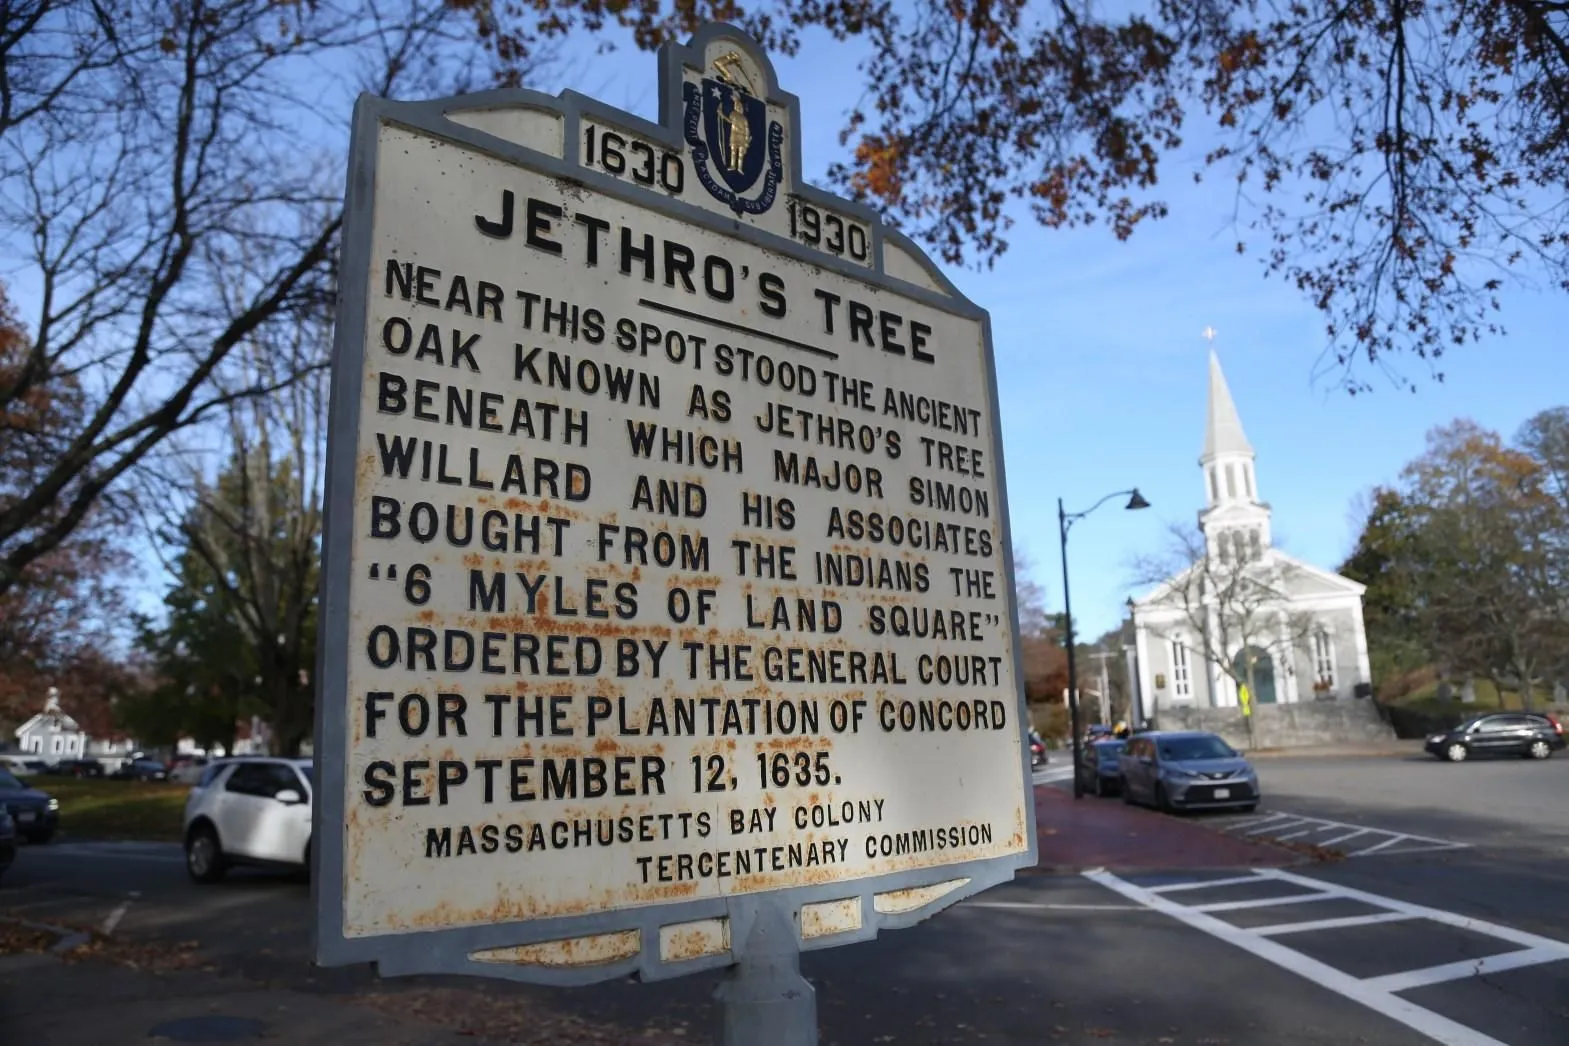 1630
1930
JETHRO'S TREE
NEAR THIS SPOT STOOD THE ANCIENT
OAK KNOWN AS JETHRO'S TREE
BENEATH WHICH MAJOR SIMON
WILLARD AND HIS ASSOCIATES
BOUGHT FROM THE INDIANS THE
“6 MYLES OF LAND SQUARE”
ORDERED BY THE GENERAL COURT
FOR THE PLANTATION OF CONCORD
SEPTEMBER 12, 1635.
MASSACHUSETTS BAY COLONY
TERCENTENARY COMMISSION